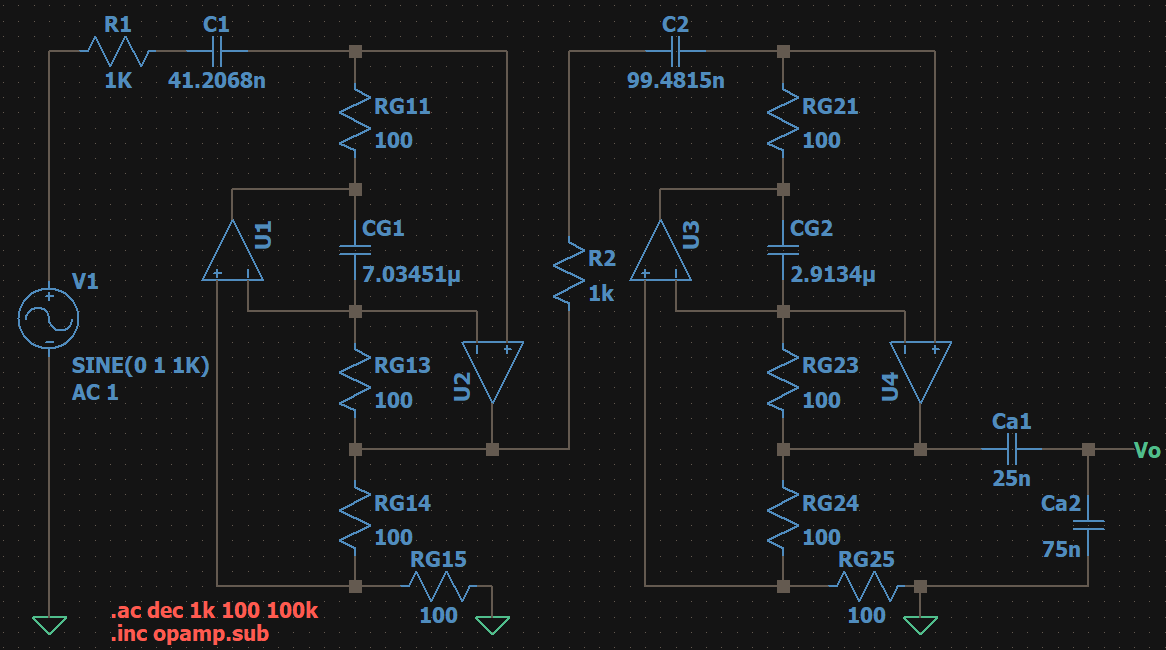 R1
1K
C1
41.2068n
RG11
100
U1
CG1
7.03451µ
V1
SINE(0 1 1K)
AC 1
RG13
100
U2
RG14
100
RG15
100
.ac dec 1k 100 100k
.inc opamp.sub
C2
99.4815n
RG21
100
R2
1k
U3
CG2
2.9134µ
RG23
100
U4
Ca1
25n
Vo
RG24
100
Ca2
75n
RG25
100